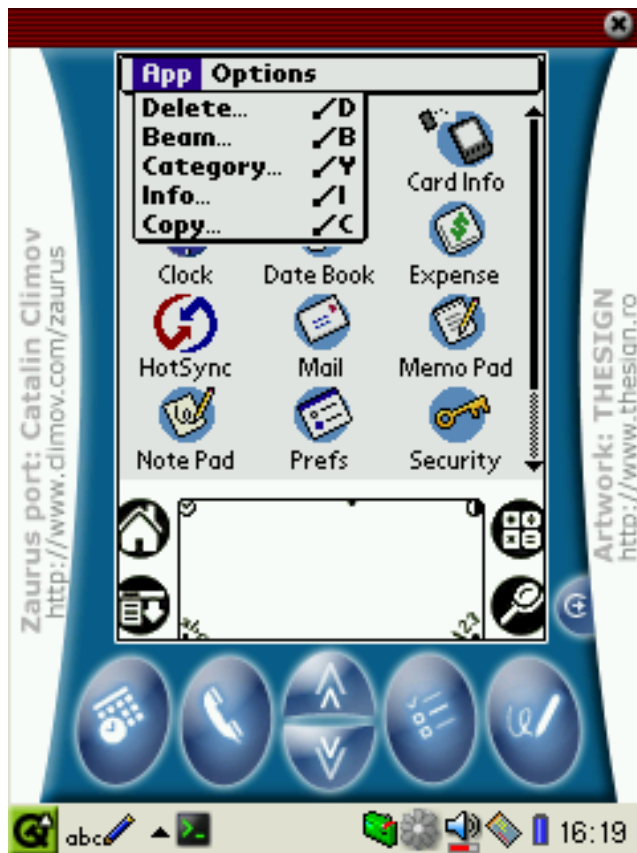 App Options
Delete... /D
Beam... /B
Category... /Y
Info... /I
Copy... /C
Card Info
Clock Date Book Expense
HotSync Mail Memo Pad
Note Pad Prefs Security
abc 123
Zaurus port: Catalin Climov
http://www.dimov.com/zaurus
Artwork: THESIGN
http://www.thesign.ro
abc 16:19